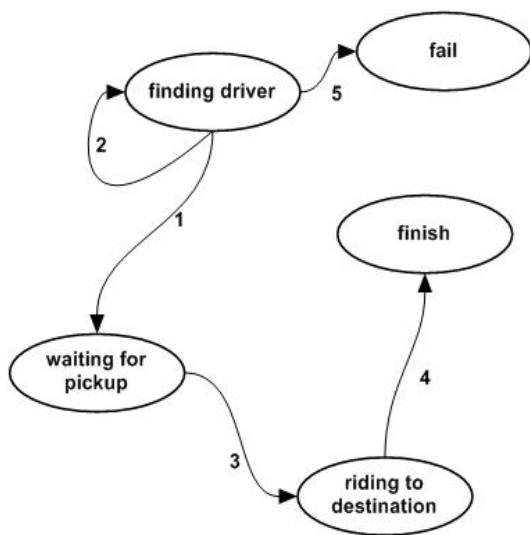 fail
finding driver
5
2
1
finish
waiting for
pickup
4
3
riding to
destination